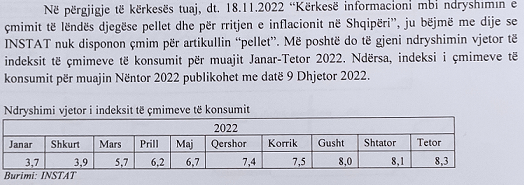 Në përgjigje të kërkesës tuaj, dt. 18.11.2022 “Kërkesë informacioni mbi ndryshimin e
çmimit të lëndës djegëse pellet dhe për rritjen e inflacionit në Shqipëri”, ju bëjmë me dije se
INSTAT nuk disponon çmim për artikullin “pellet”. Më poshtë do të gjeni ndryshimin vjetor të
indeksit të çmimeve të konsumit për muajit Janar-Tetor 2022. Ndërsa, indeksi i çmimeve të
konsumit për muajin Nëntor 2022 publikohet me datë 9 Dhjetor 2022.
Ndryshimi vjetor i indeksit të çmimeve të konsumit
2022
Janar Shkurt Mars Prill Maj Qershor Korrik Gusht Shtator Tetor
3,7 3,9 5,7 6,2 6,7 7,4 7,5 8,0 8,1 8,3
Burimi: INSTAT